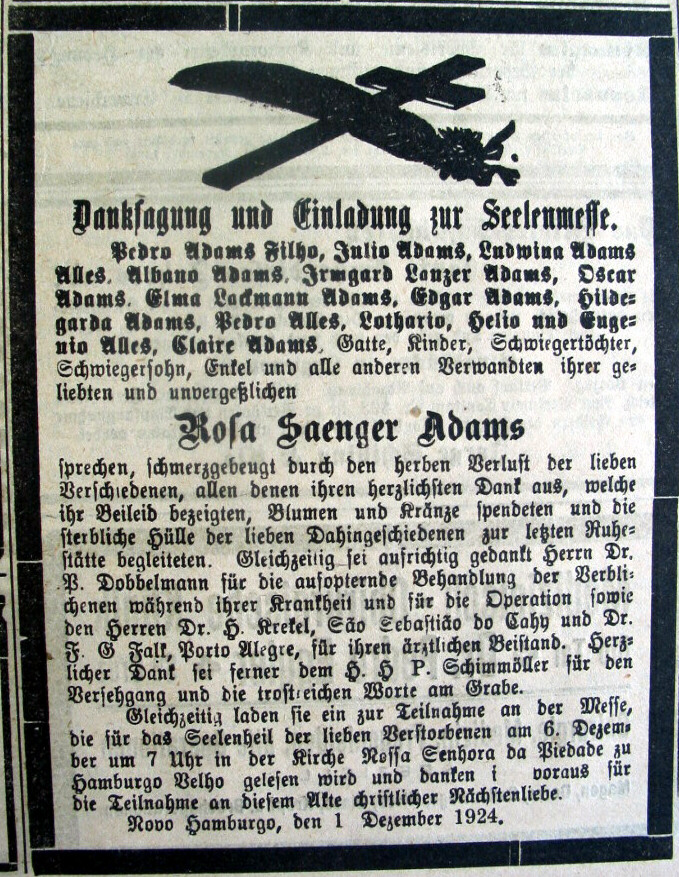 Danksagung und Einladung zur Seelenmesse.
Pedro Adams Filho, Julio Adams, Ludwina Adams
Alles, Albano Adams, Irmgard Lanzer Adams, Oscar
Adams, Elma Lackmann Adams, Edgar Adams, Hilde=
garda Adams, Pedro Alles, Lothario, Helio und Euge=
nio Alles, Claire Adams, Gatte, Kinder, Schwiegertöchter,
Schwiegersohn, Enkel und alle anderen Verwandten ihrer ge=
liebten und unvergeßlichen
Rosa Saenger Adams
sprechen, schmerzgebeugt durch den herben Verlust der lieben
Verschiedenen, allen denen ihren herzlichsten Dank aus, welche
ihr Beileid bezeigten, Blumen und Kränze spendeten und die
sterbliche Hülle der lieben Dahingeschiedenen zur letzten Ruhe=
stätte begleiteten. Gleichzeitig sei aufrichtig gedankt Herrn Dr.
P. Dobbelmann für die aufopternde Behandlung der Verbli=
chenen während ihrer Krankheit und für die Operation sowie
den Herren Dr. H. Krekel, São Sebastião do Cahy und Dr.
F. G Falk, Porto Alegre, für ihren ärztlichen Beistand. Herz=
licher Dank sei ferner dem H. H P. Schimmöller für den
Versehgang und die trostreichen Worte am Grabe.
Gleichzeitig laden sie ein zur Teilnahme an der Messe,
die für das Seelenheil der lieben Verstorbenen am 6. Dezem=
ber um 7 Uhr in der Kirche Nossa Senhora da Piedade zu
Hamburgo Velho gelesen wird und danken i voraus für
die Teilnahme an diesem Akte christlicher Nächstenliebe.
Novo Hamburgo, den 1 Dezember 1924.